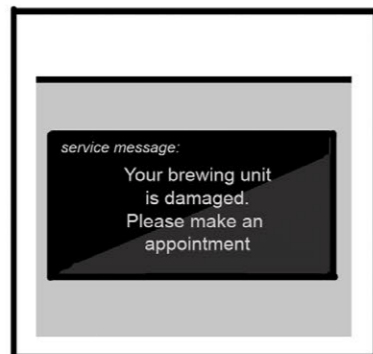 service message:
Your brewing unit
is damaged.
Please make an
appointment